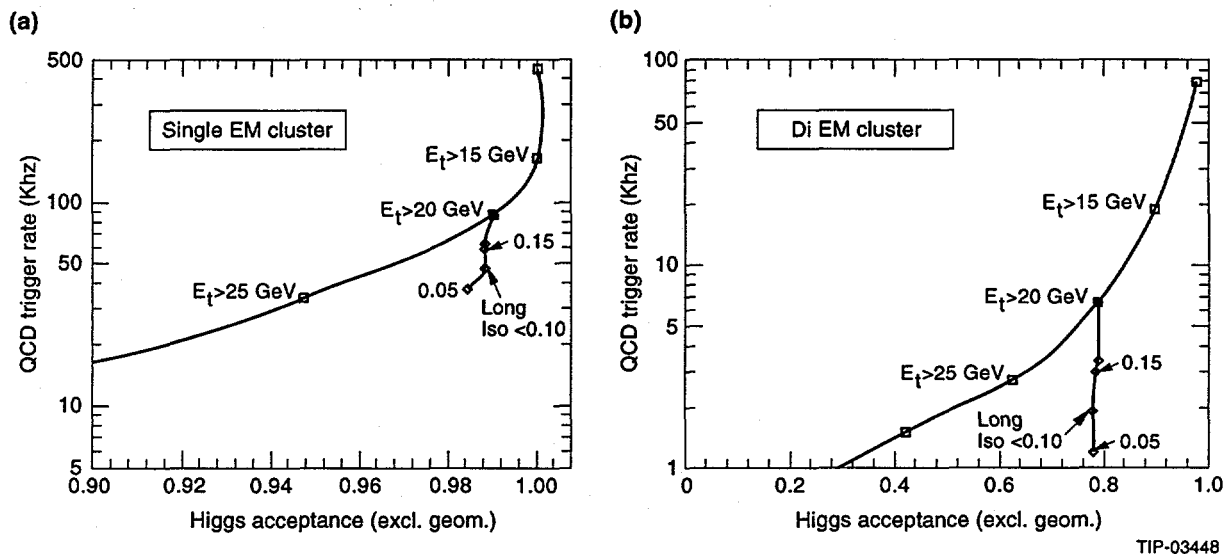 (a)
500
100
50
10
5
QCD trigger rate (Khz)
Single EM cluster
E_t>15 GeV
E_t>20 GeV
0.15
E_t>25 GeV
0.05
Long
Iso <0.10
0.90 0.92 0.94 0.96 0.98 1.00
Higgs acceptance (excl. geom.)
(b)
100
50
10
5
1
QCD trigger rate (Khz)
Di EM cluster
E_t>15 GeV
E_t>20 GeV
0.15
E_t>25 GeV
Long
Iso <0.10
0.05
0 0.2 0.4 0.6 0.8 1.0
Higgs acceptance (excl. geom.)
TIP-03448